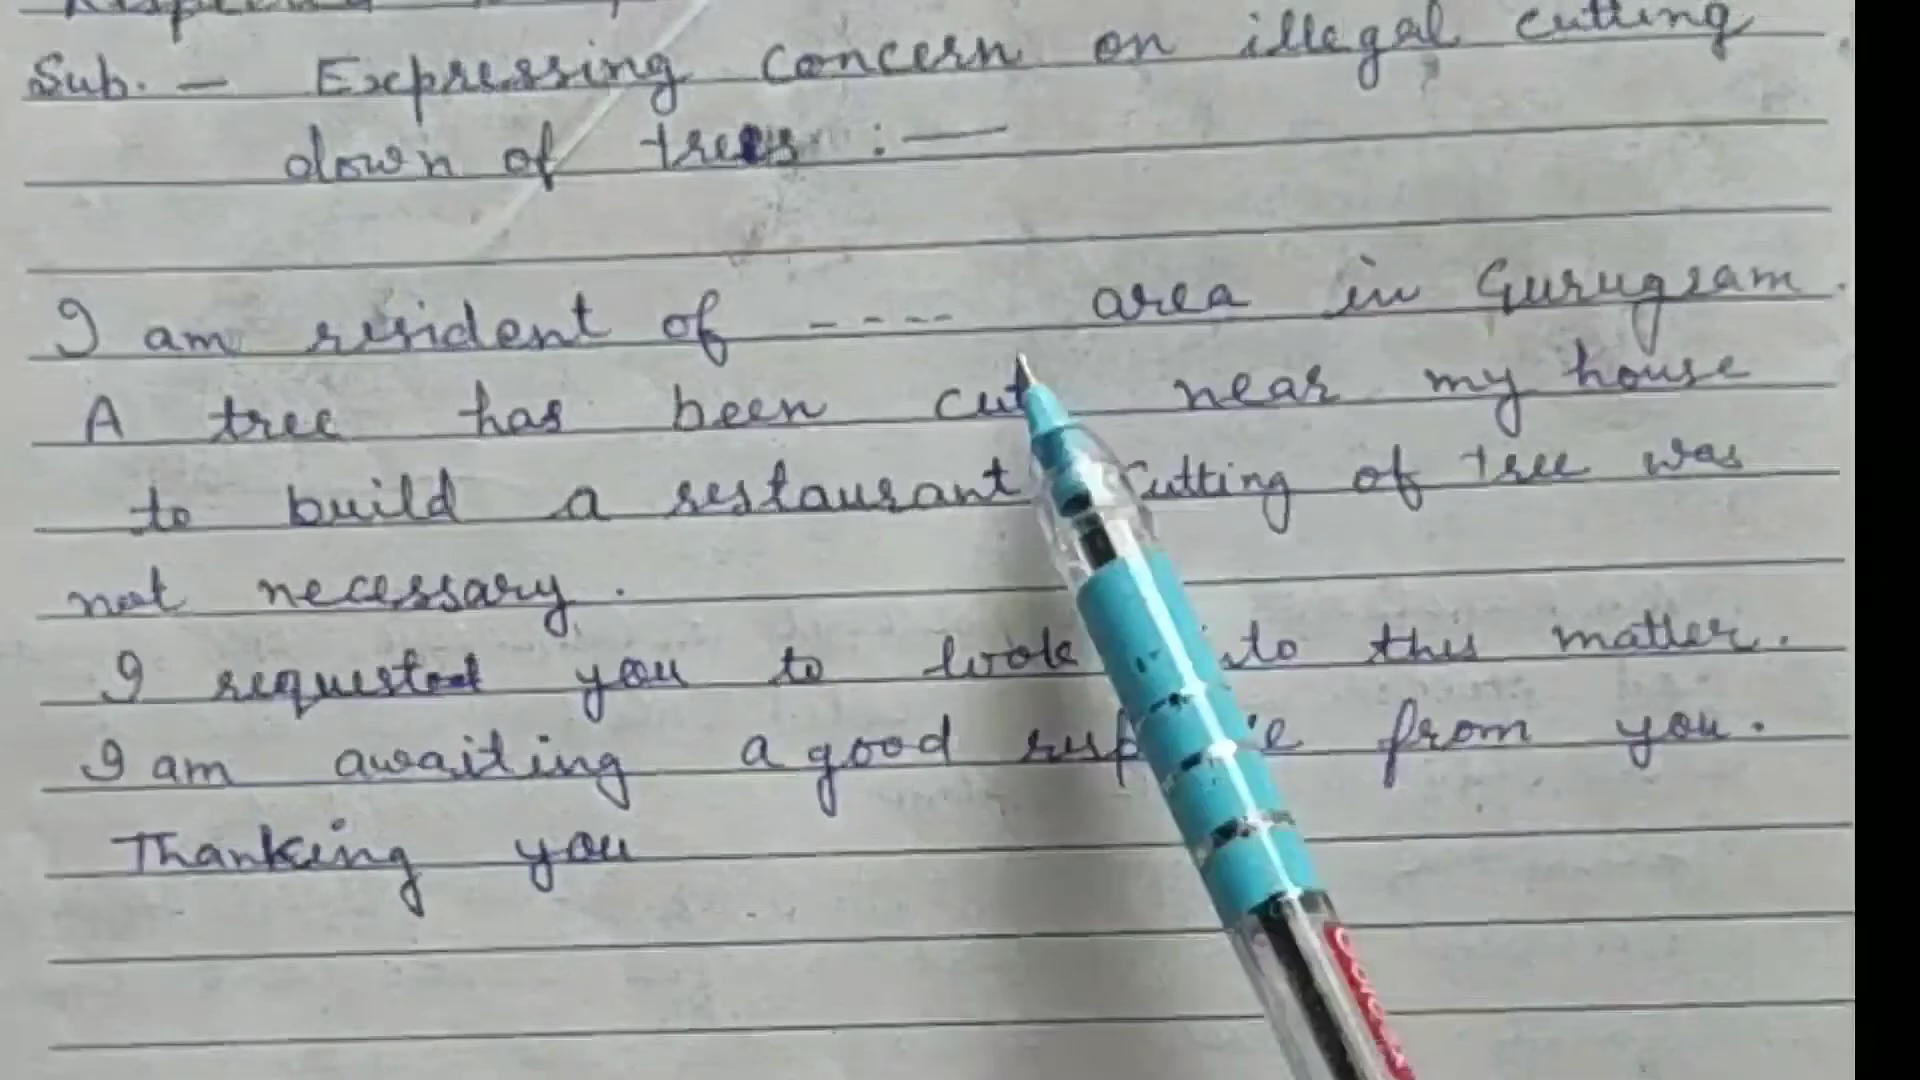 Sub. - Expressing concern on illegal cutting
down of trees :-
I am resident of ---- area in Gurugram.
A tree has been cut near my house
to build a restaurant cutting of tree was
not necessary.
I request you to look this matter.
I am awaiting a good from you.
Thanking you